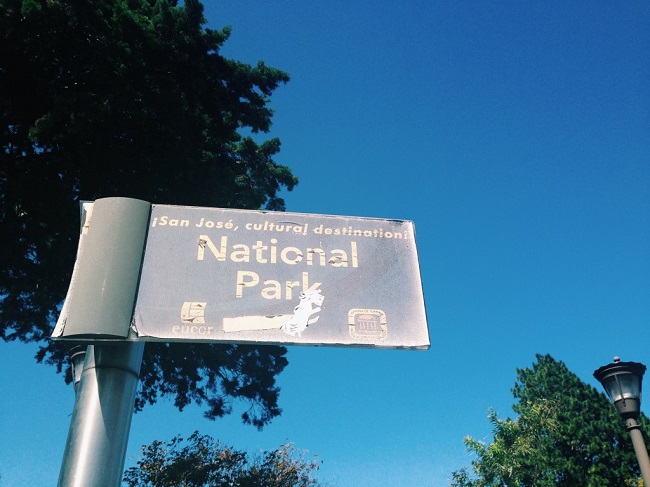 ¡San José, cultural destination!
National
Park